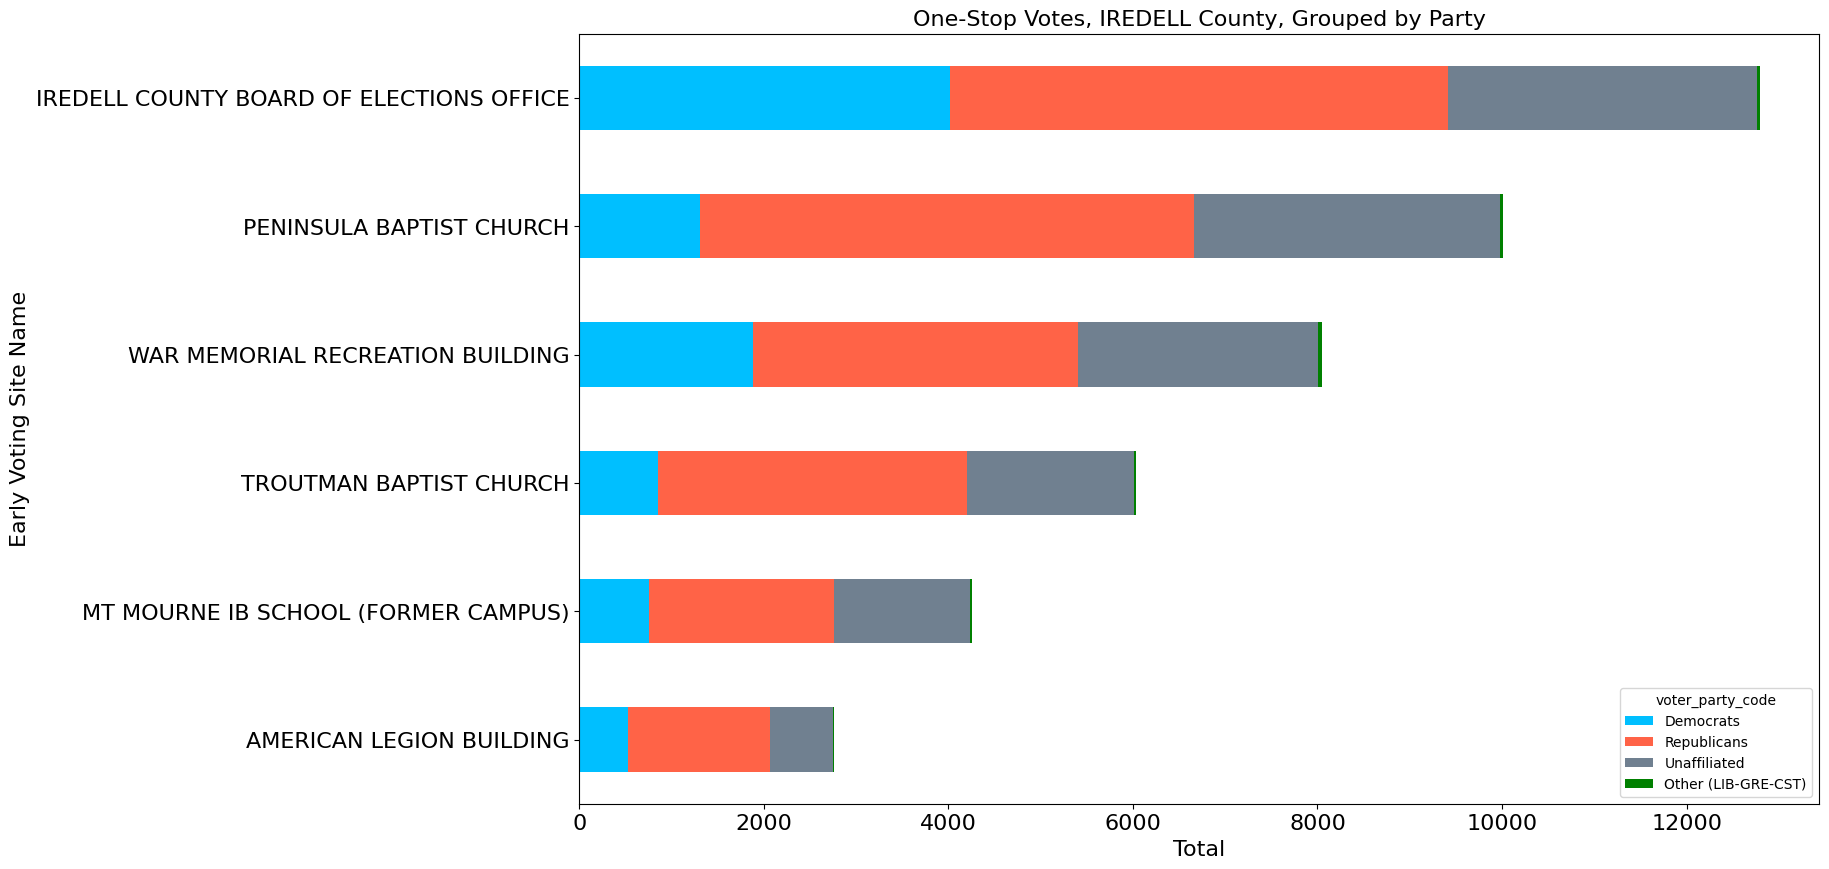 One-Stop Votes, IREDELL County, Grouped by Party
Early Voting Site Name
IREDELL COUNTY BOARD OF ELECTIONS OFFICE
PENINSULA BAPTIST CHURCH
WAR MEMORIAL RECREATION BUILDING
TROUTMAN BAPTIST CHURCH
MT MOURNE IB SCHOOL (FORMER CAMPUS)
AMERICAN LEGION BUILDING
voter_party_code
Democrats
Republicans
Unaffiliated
Other (LIB-GRE-CST)
0 2000 4000 6000 8000 10000 12000
Total